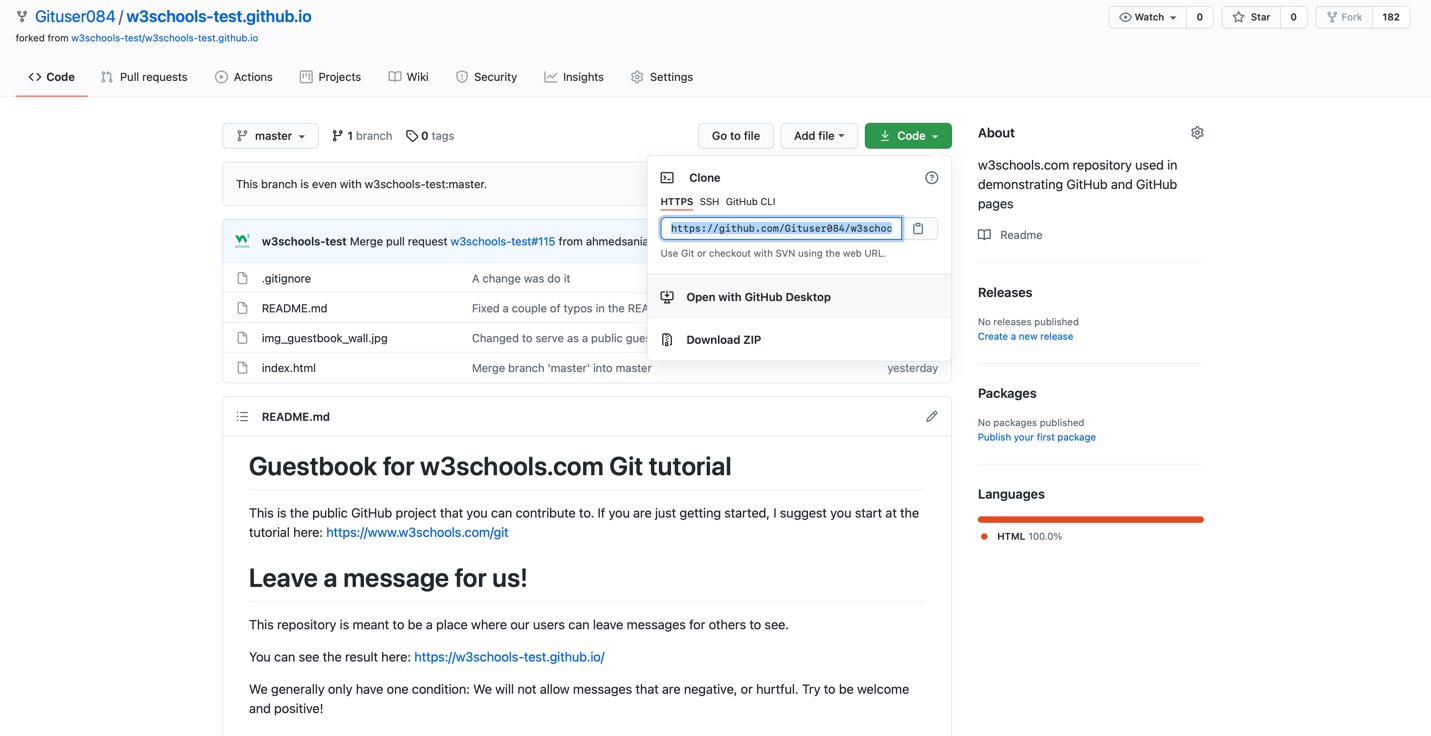 Gituser084 / w3schools-test.github.io
Watch 0 Star 0 Fork 182
forked from w3schools-test/w3schools-test.github.io
Code Pull requests Actions Projects Wiki Security Insights Settings
master 1 branch 0 tags Go to file Add file Code
This branch is even with w3schools-test:master.
w3schools-test Merge pull request w3schools-test#115 from ahmedsania
.gitignore A change was do it
README.md Fixed a couple of typos in the REA
img_guestbook_wall.jpg Changed to serve as a public gues
index.html Merge branch 'master' into master yesterday
Clone
HTTPS SSH GitHub CLI
https://github.com/Gituser084/w3schoo
Use Git or checkout with SVN using the web URL.
Open with GitHub Desktop
Download ZIP
README.md
Guestbook for w3schools.com Git tutorial
This is the public GitHub project that you can contribute to. If you are just getting started, I suggest you start at the
tutorial here: https://www.w3schools.com/git
Leave a message for us!
This repository is meant to be a place where our users can leave messages for others to see.
You can see the result here: https://w3schools-test.github.io/
We generally only have one condition: We will not allow messages that are negative, or hurtful. Try to be welcome
and positive!
About
w3schools.com repository used in
demonstrating GitHub and GitHub
pages
Readme
Releases
No releases published
Create a new release
Packages
No packages published
Publish your first package
Languages
HTML 100.0%